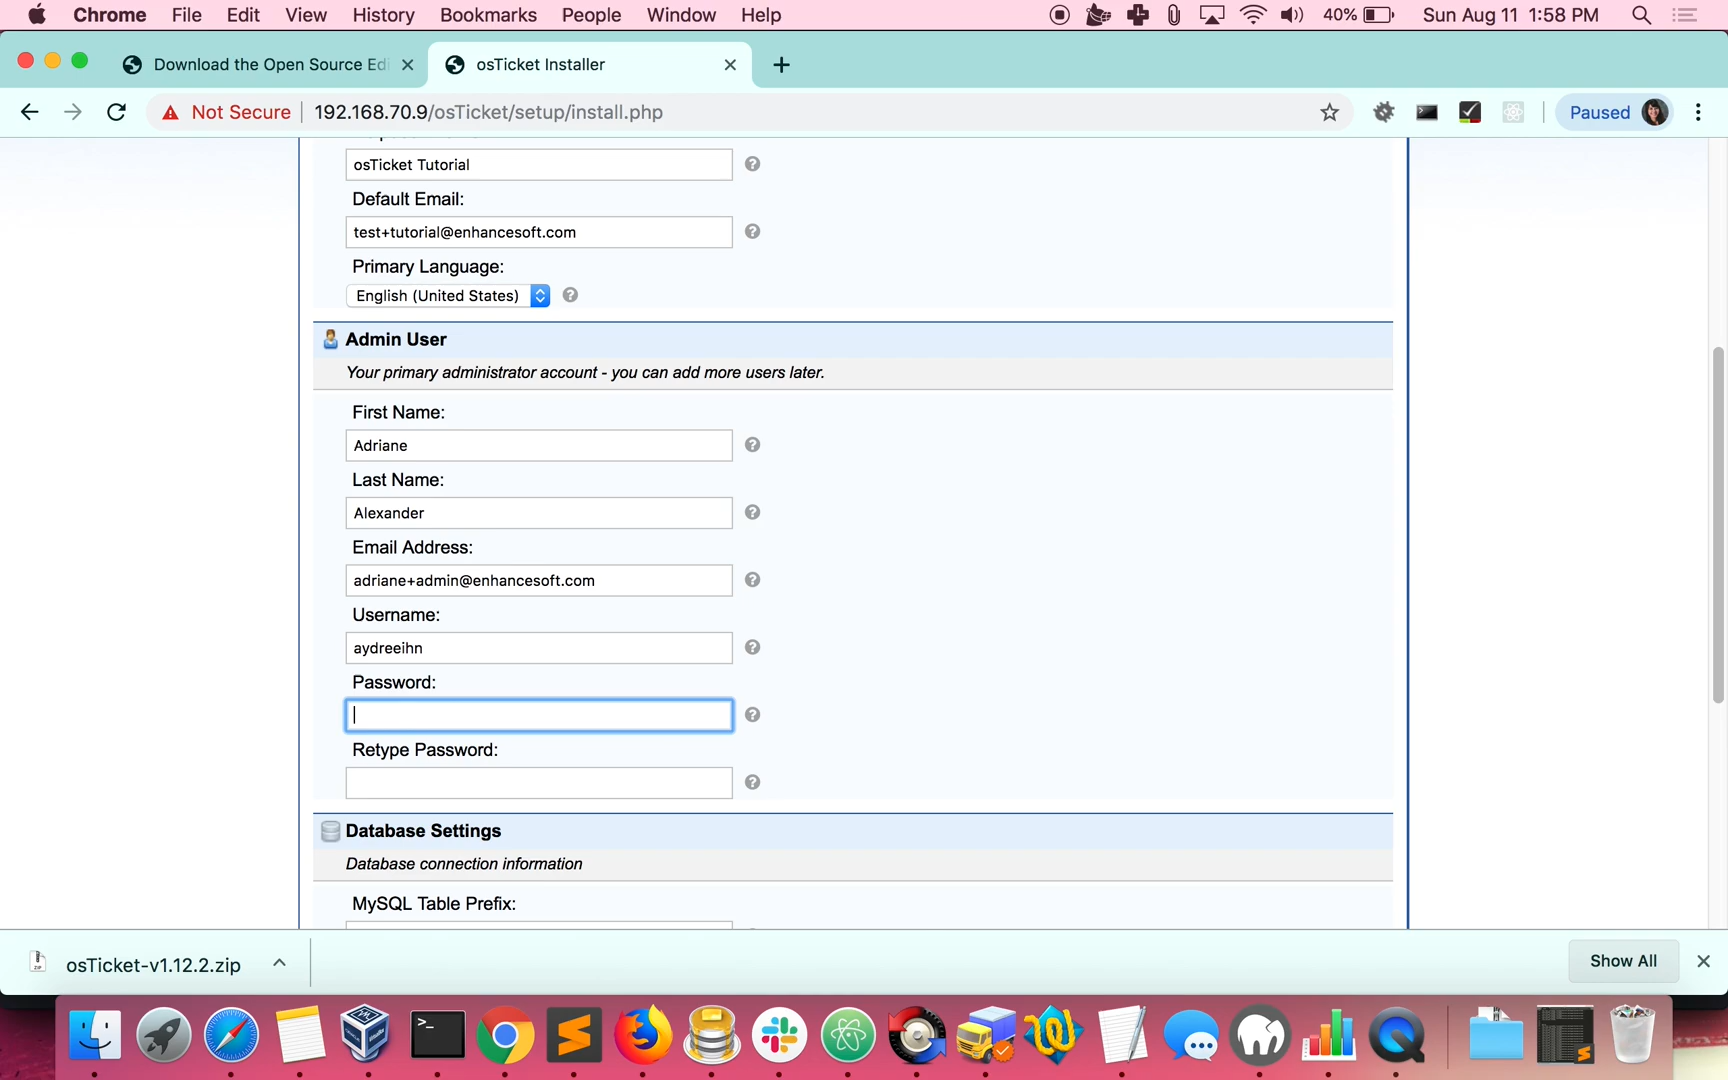 Chrome File Edit View History Bookmarks People Window Help 40% Sun Aug 11 1:58 PM
Download the Open Source Edi osTicket Installer
Not Secure 192.168.70.9/osTicket/setup/install.php Paused
osTicket Tutorial
Default Email:
test+tutorial@enhancesoft.com
Primary Language:
English (United States)
Admin User
Your primary administrator account - you can add more users later.
First Name:
Adriane
Last Name:
Alexander
Email Address:
adriane+admin@enhancesoft.com
Username:
aydreeihn
Password:
Retype Password:
Database Settings
Database connection information
MySQL Table Prefix:
osTicket-v1.12.2.zip Show All